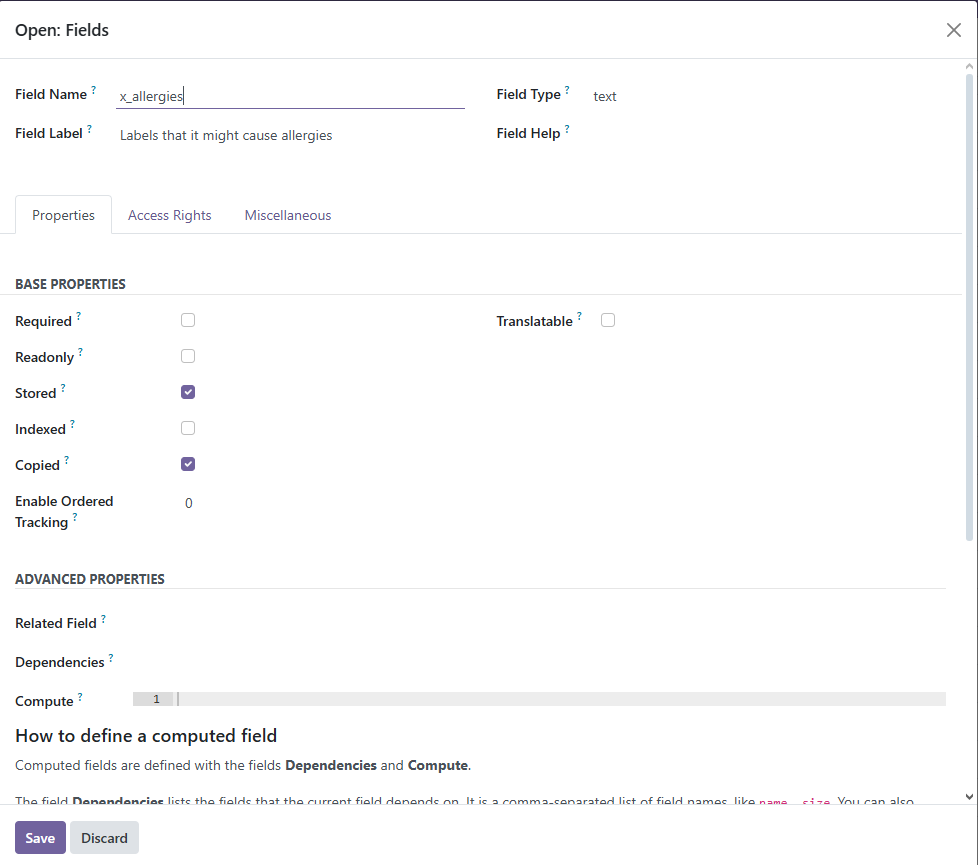 Open: Fields
Field Name ?
x_allergies
Field Type ?
text
Field Label ?
Labels that it might cause allergies
Field Help ?
Properties
Access Rights
Miscellaneous
BASE PROPERTIES
Required ?
Translatable ?
Readonly ?
Stored ?
Indexed ?
Copied ?
Enable Ordered
Tracking ?
0
ADVANCED PROPERTIES
Related Field ?
Dependencies ?
Compute ?
1
How to define a computed field
Computed fields are defined with the fields Dependencies and Compute.
The field Dependencies lists the fields that the current field depends on. It is a comma-separated list of field names, like name, size. You can also
Save
Discard